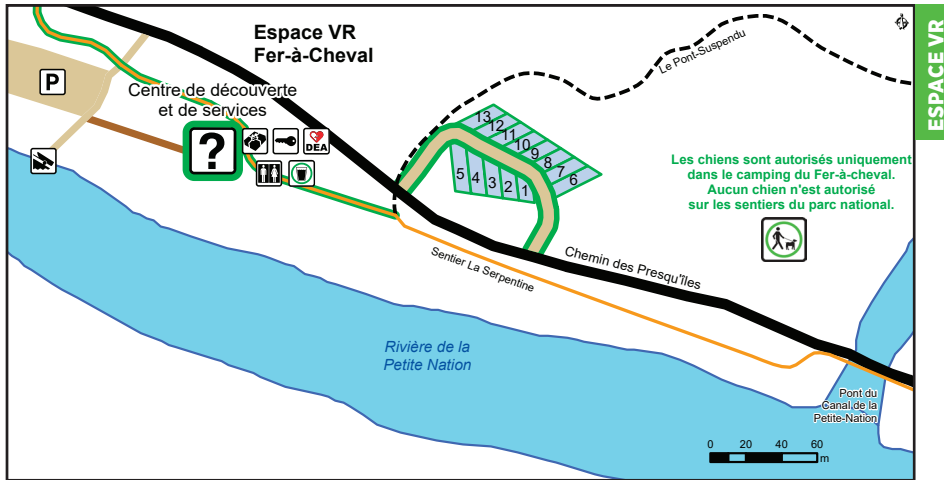 Espace VR
Fer-à-Cheval
ESPACE VR
Le Pont-Suspendu
P
Centre de découverte
et de services
?
DEA
13
12
11
10
9
8
7
6
5
4
3
2
1
Les chiens sont autorisés uniquement
dans le camping du Fer-à-cheval.
Aucun chien n'est autorisé
sur les sentiers du parc national.
Chemin des Presqu'îles
Sentier La Serpentine
Rivière de la
Petite Nation
Pont du
Canal de la
Petite-Nation
0 20 40 60
m